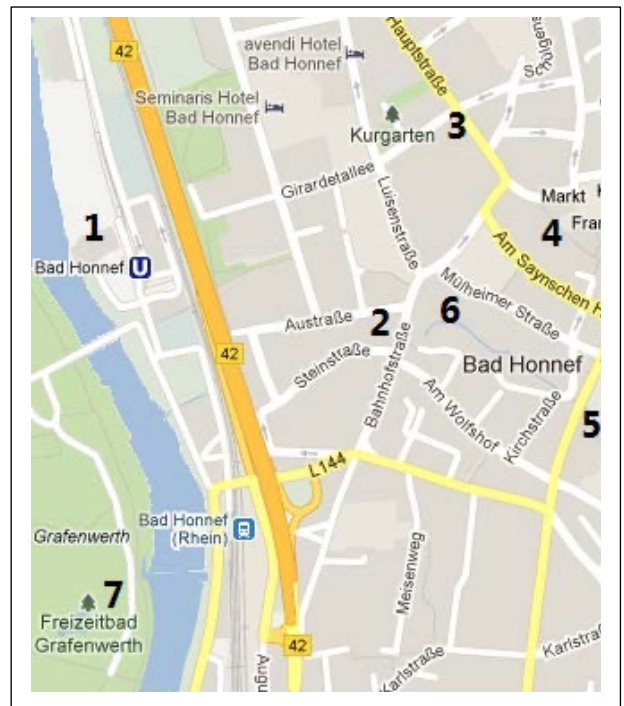 42
avendi Hotel
Bad Honnef
Hauptstraße
Seminaris Hotel
Bad Honnef
Kurgarten
3
Girardetallee
Luisenstraße
Markt
4
Fran
1
Bad Honnef U
Am Saynschen H
Mülheimer Straße
Austraße
2
6
42
Steinstraße
Bahnhofstraße
Bad Honnef
Am Wolfshof
Kirchstraße
5
L144
Bad Honnef
(Rhein)
Grafenwerth
Meisenweg
7
Freizeitbad
Grafenwerth
42
Karlstraße
Karlstraße
Augu